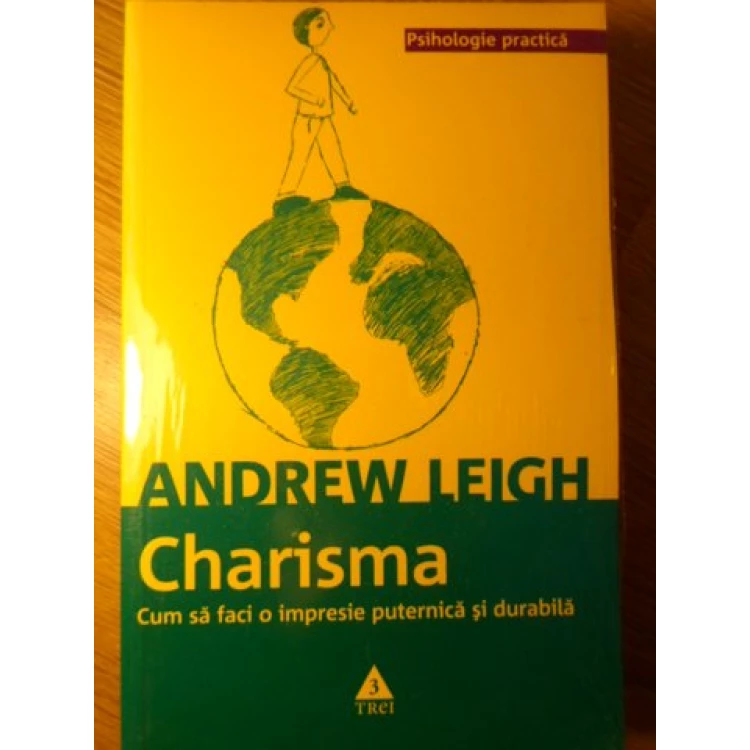 Psihologie practică
ANDREW LEIGH
Charisma
Cum să faci o impresie puternică și durabilă
3
TREI